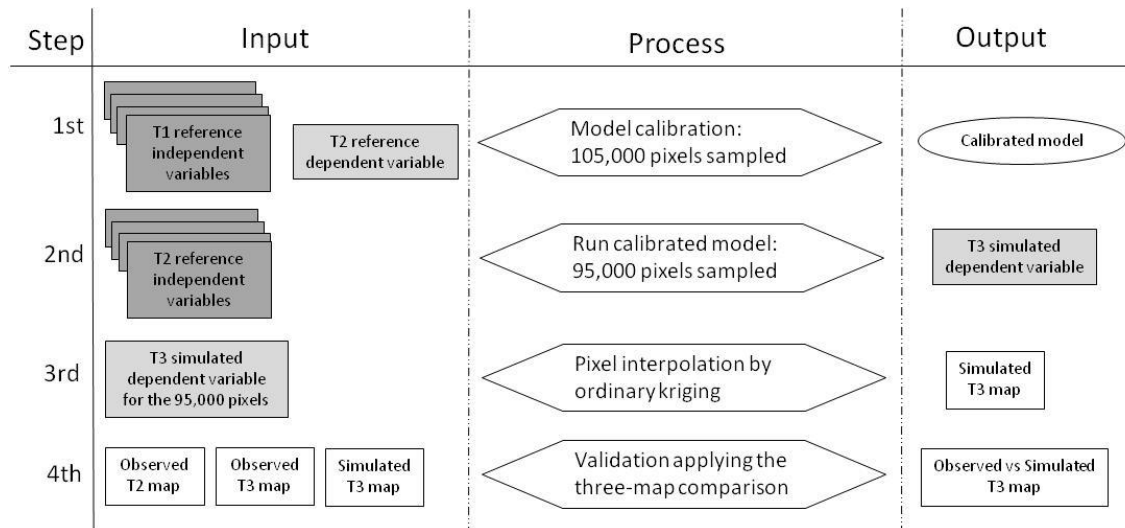 Step
Input
Process
Output
1st
T1 reference
independent
variables
T2 reference
dependent variable
Model calibration:
105,000 pixels sampled
Calibrated model
2nd
T2 reference
independent
variables
Run calibrated model:
95,000 pixels sampled
T3 simulated
dependent variable
3rd
T3 simulated
dependent variable
for the 95,000 pixels
Pixel interpolation by
ordinary kriging
Simulated
T3 map
4th
Observed
T2 map
Observed
T3 map
Simulated
T3 map
Validation applying the
three-map comparison
Observed vs Simulated
T3 map